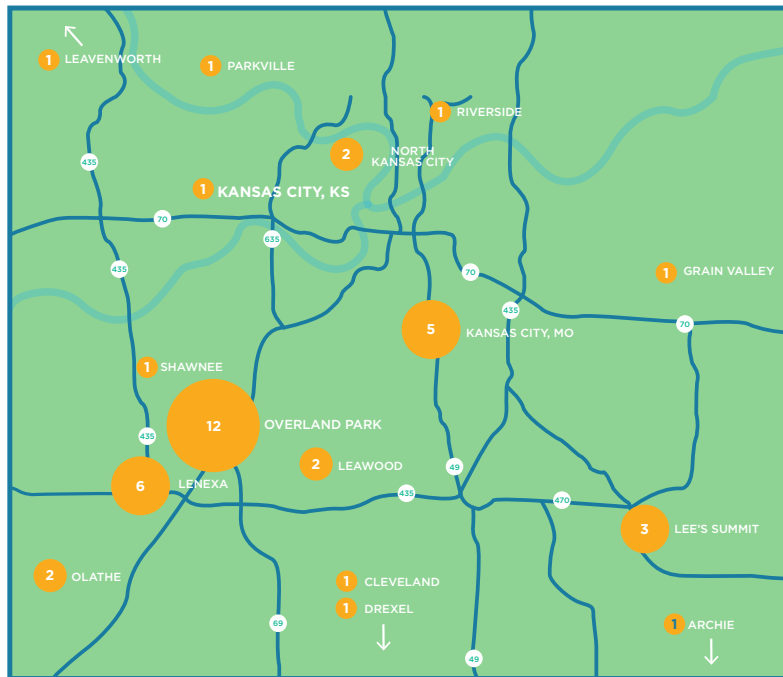 1 LEAVENWORTH
1 PARKVILLE
1 RIVERSIDE
2 NORTH
KANSAS CITY
435
1 KANSAS CITY, KS
70
635
435
70
1 GRAIN VALLEY
435
5 KANSAS CITY, MO
70
1 SHAWNEE
12 OVERLAND PARK
435
2 LEAWOOD
49
6 LENEXA
435
470
3 LEE'S SUMMIT
2 OLATHE
1 CLEVELAND
1 DREXEL
69
1 ARCHIE
49